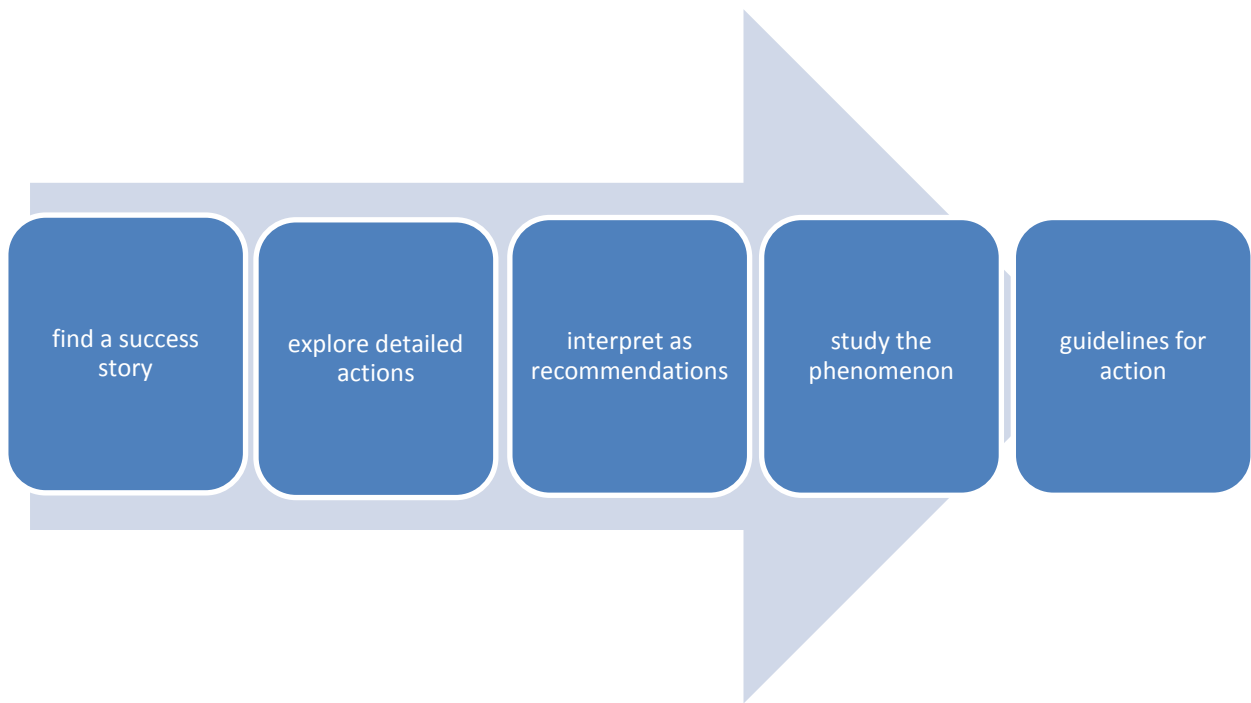 find a success
story
explore detailed
actions
interpret as
recommendations
study the
phenomenon
guidelines for
action